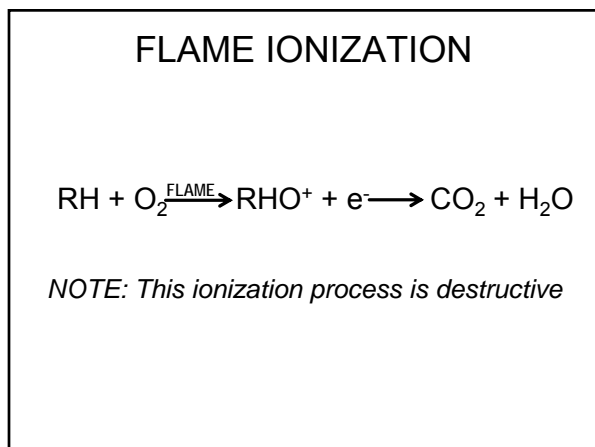 FLAME IONIZATION
RH + O₂ FLAME→ RHO⁺ + e⁻ → CO₂ + H₂O
NOTE: This ionization process is destructive